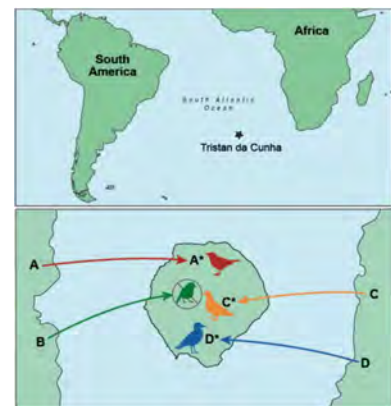 South
America
Africa
South Atlantic
Ocean
Tristan da Cunha
A
A*
B
C*
C
D*
D